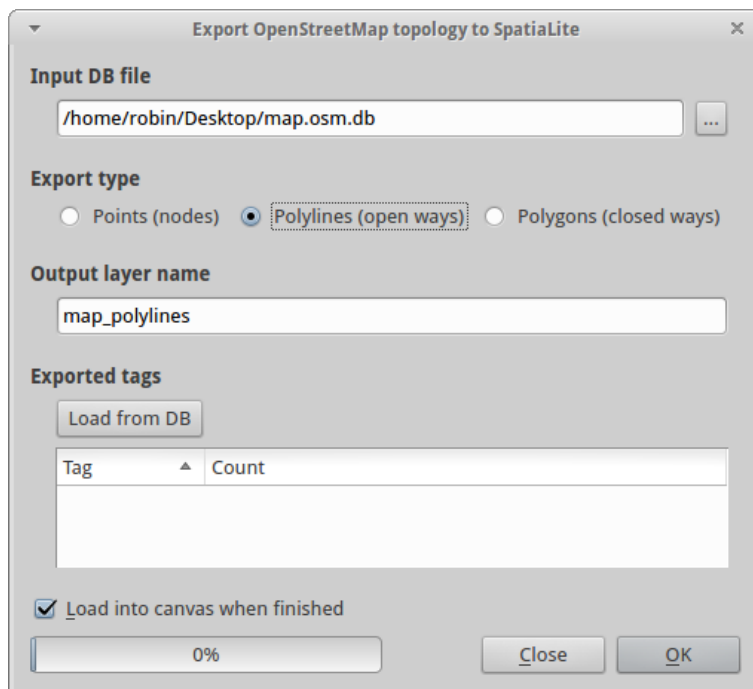 Export OpenStreetMap topology to SpatiaLite
Input DB file
/home/robin/Desktop/map.osm.db
...
Export type
Points (nodes) Polylines (open ways) Polygons (closed ways)
Output layer name
map_polylines
Exported tags
Load from DB
Tag Count
Load into canvas when finished
0% Close OK